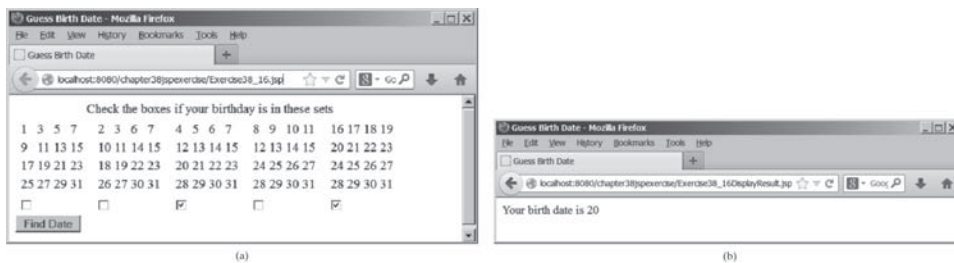 Guess Birth Date - Mozilla Firefox
File Edit View History Bookmarks Tools Help
Guess Birth Date
localhost:8080/chapter38jspexercise/Exercise38_16.jsp
Check the boxes if your birthday is in these sets
1 3 5 7 2 3 6 7 4 5 6 7 8 9 10 11 16 17 18 19
9 11 13 15 10 11 14 15 12 13 14 15 12 13 14 15 20 21 22 23
17 19 21 23 18 19 22 23 20 21 22 23 24 25 26 27 24 25 26 27
25 27 29 31 26 27 30 31 28 29 30 31 28 29 30 31 28 29 30 31
Find Date
(a)
Guess Birth Date - Mozilla Firefox
File Edit View History Bookmarks Tools Help
Guess Birth Date
localhost:8080/chapter38jspexercise/Exercise38_16DisplayResult.jsp
Your birth date is 20
(b)